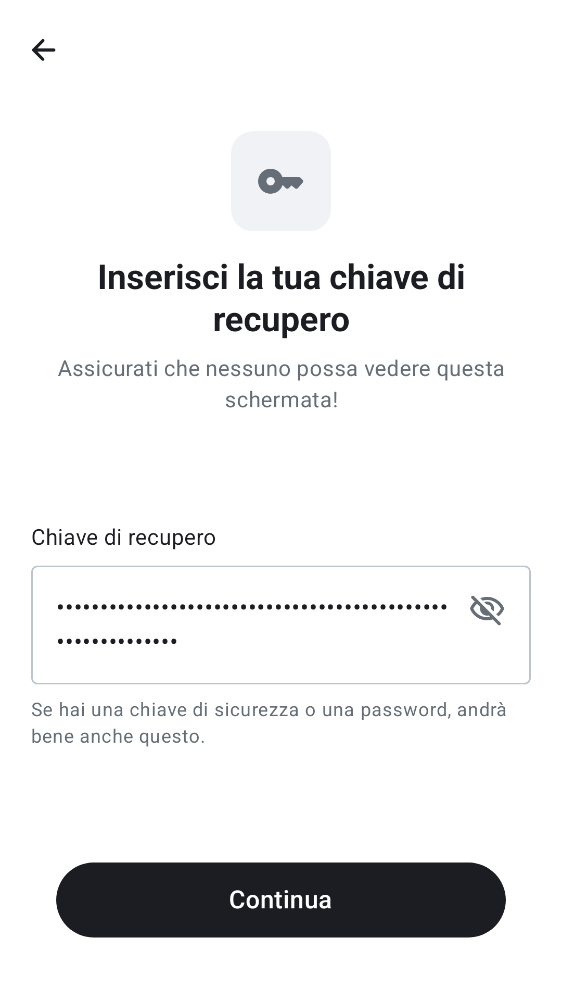 Inserisci la tua chiave di
recupero
Assicurati che nessuno possa vedere questa
schermata!
Chiave di recupero
••••••••••••••••••••••••••••••••••••••••••••••
••••••••••••••
Se hai una chiave di sicurezza o una password, andrà
bene anche questo.
Continua